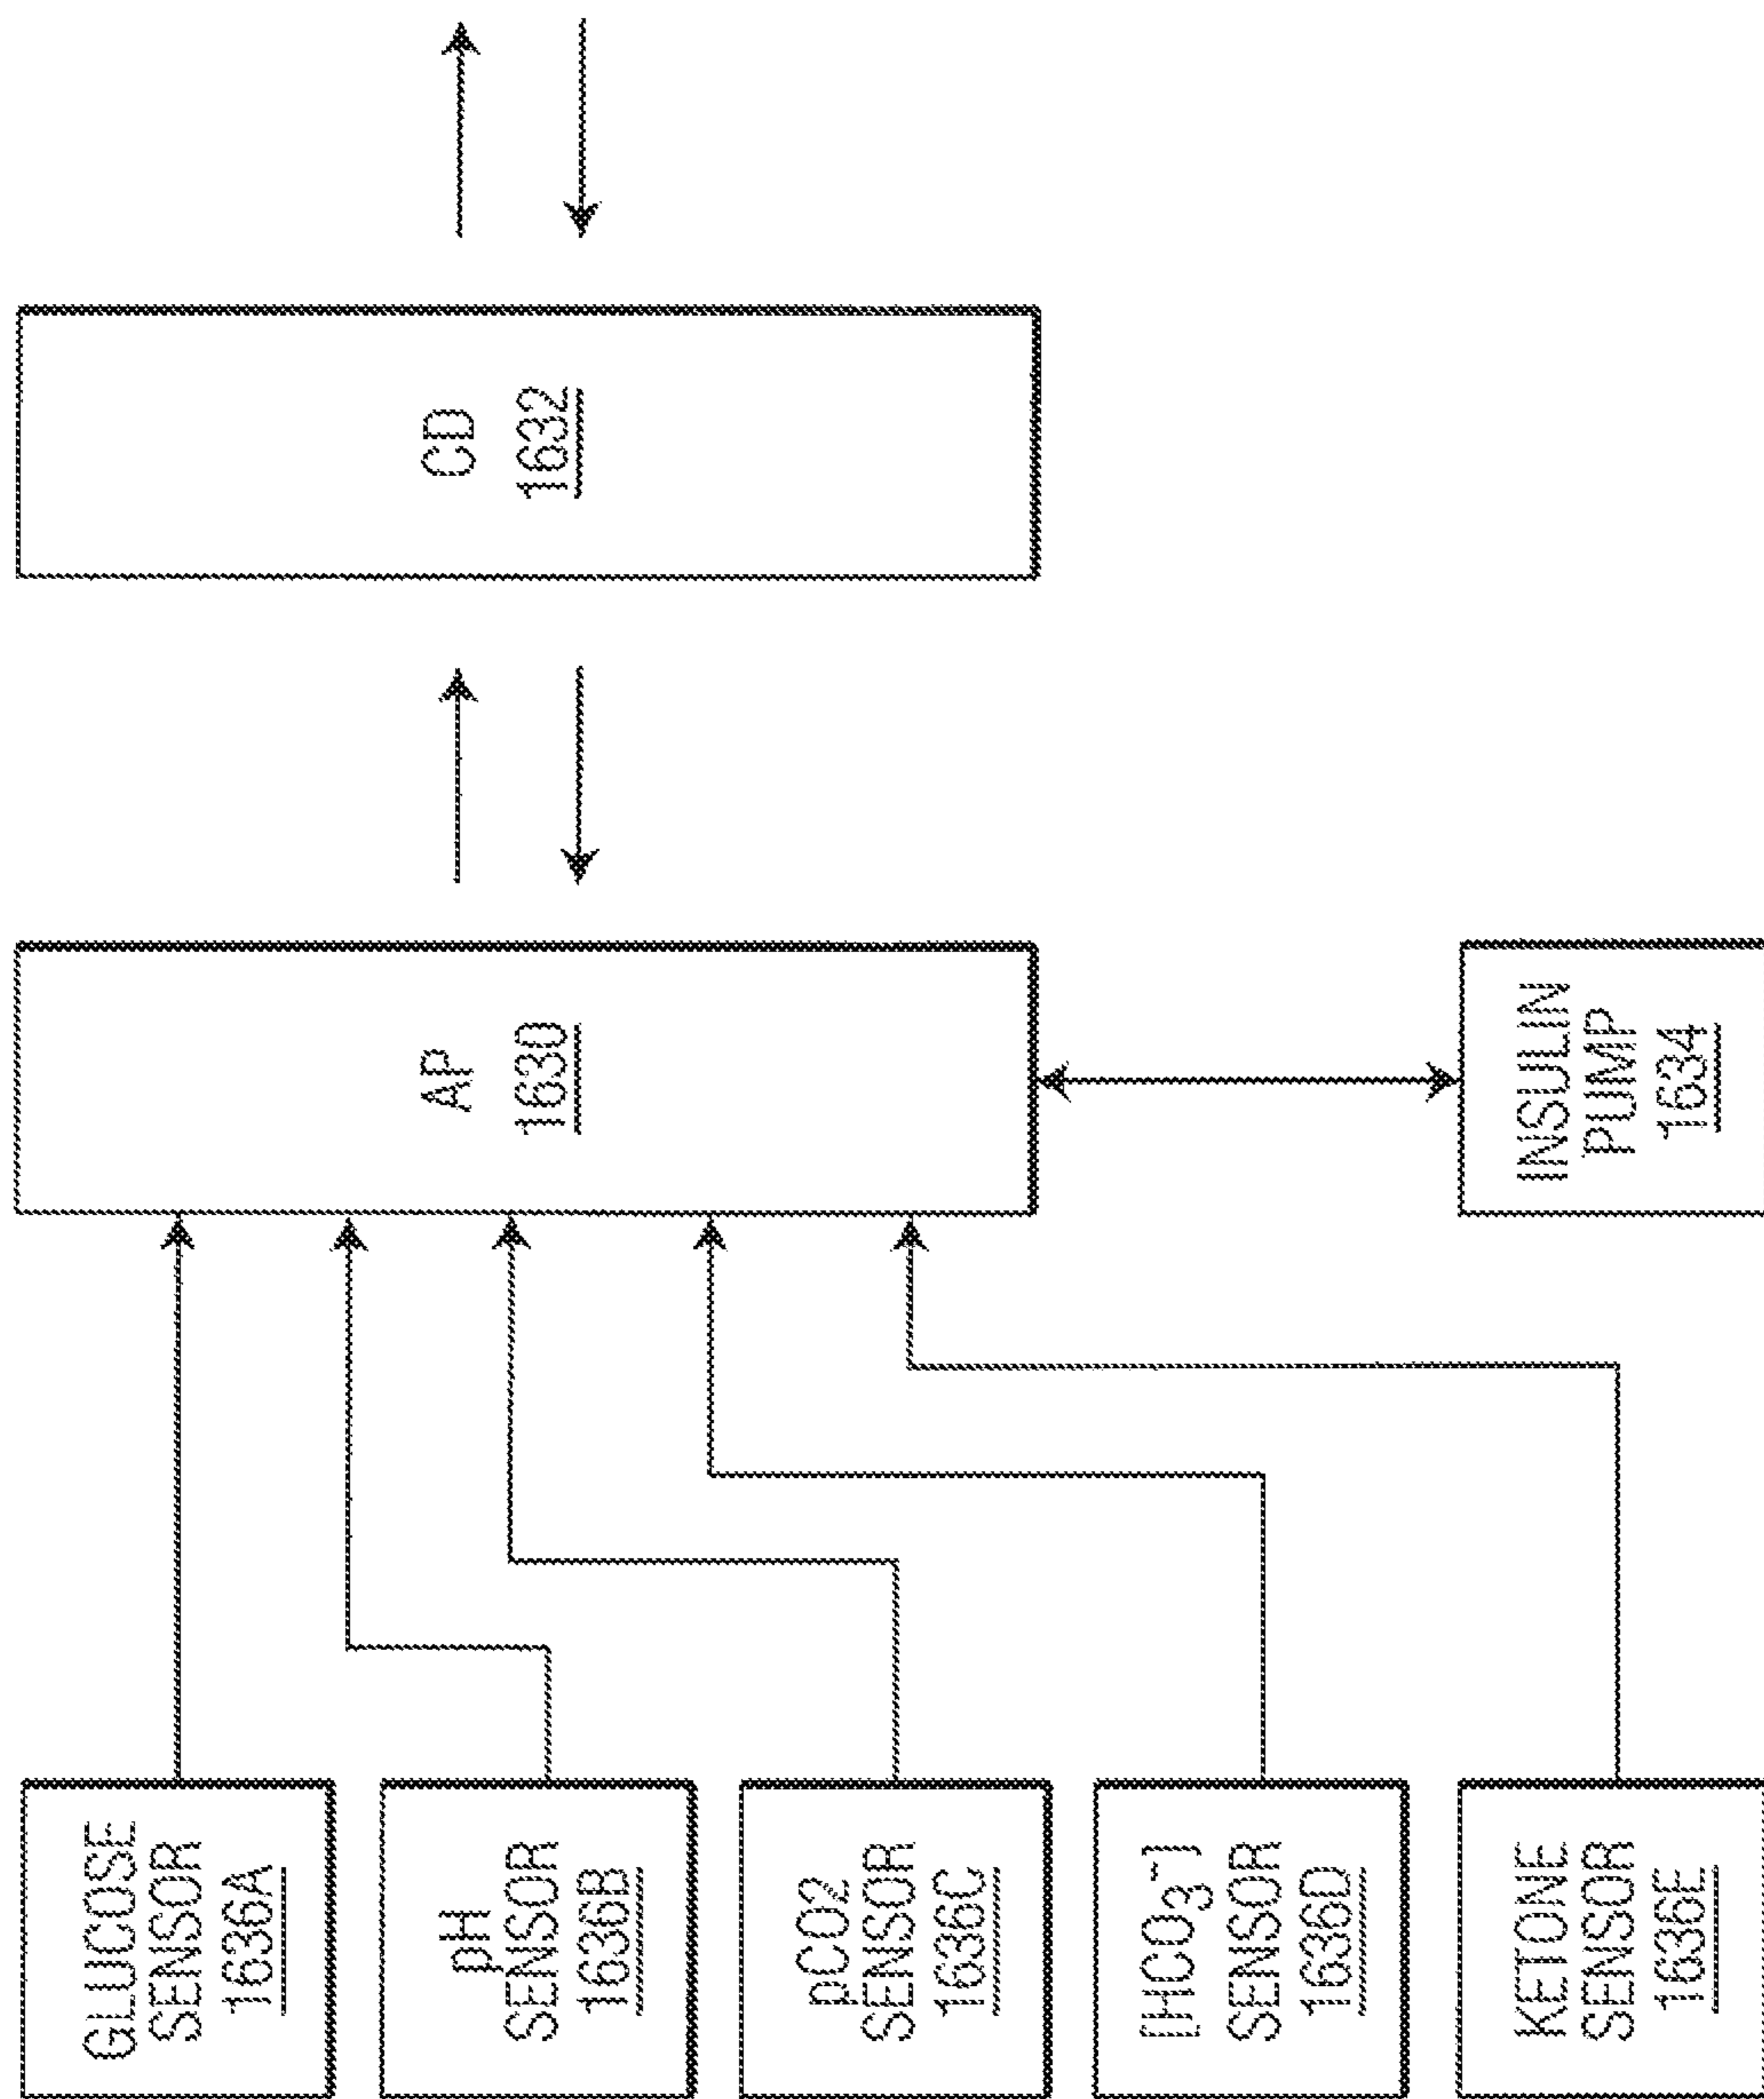 GLUCOSE
SENSOR
1636A
pH
SENSOR
1636B
pCO2
SENSOR
1636C
[HCO₃⁻]
SENSOR
1636D
KETONE
SENSOR
1636E
AP
1630
INSULIN
PUMP
1634
CD
1632